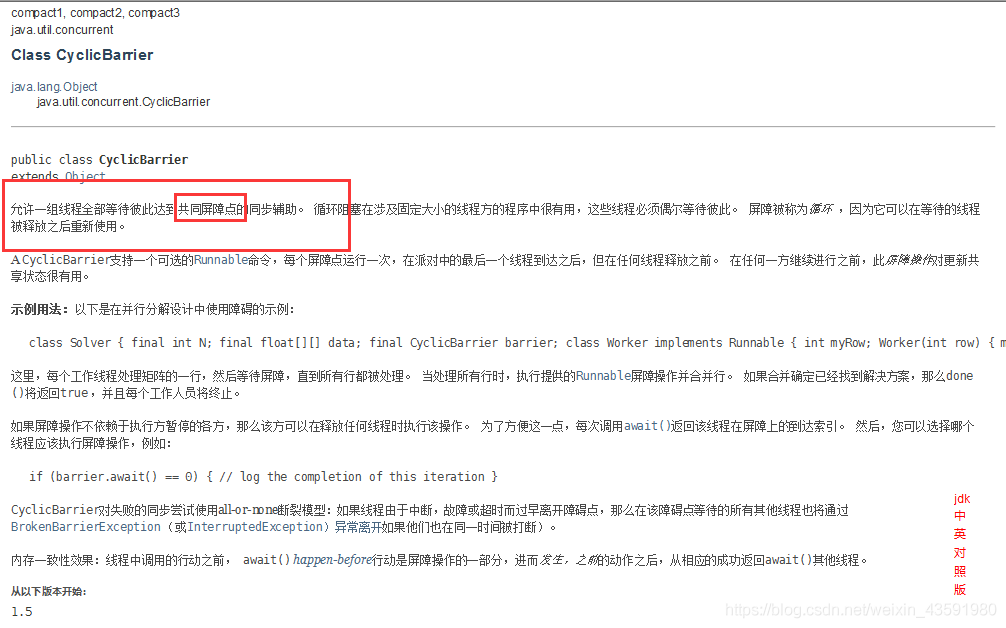 compact1, compact2, compact3
java.util.concurrent
Class CyclicBarrier
java.lang.Object
java.util.concurrent.CyclicBarrier
public class CyclicBarrier
extends Object
允许一组线程全部等待彼此达到共同屏障点的同步辅助。 循环阻塞在涉及固定大小的线程方的程序中很有用，这些线程必须偶尔等待彼此。 屏障被称为循环 ，因为它可以在等待的线程
被释放之后重新使用。
A CyclicBarrier支持一个可选的Runnable命令，每个屏障点运行一次，在派对中的最后一个线程到达之后，但在任何线程释放之前。 在任何一方继续进行之前，此屏障操作对更新共
享状态很有用。
示例用法： 以下是在并行分解设计中使用障碍的示例：
class Solver { final int N; final float[][] data; final CyclicBarrier barrier; class Worker implements Runnable { int myRow; Worker(int row) { m
这里，每个工作线程处理矩阵的一行，然后等待屏障，直到所有行都被处理。 当处理所有行时，执行提供的Runnable屏障操作并合并行。 如果合并确定已经找到解决方案，那么done
()将返回true ，并且每个工作人员将终止。
如果屏障操作不依赖于执行方暂停的各方，那么该方可以在释放任何线程时执行该操作。 为了方便这一点，每次调用await()返回该线程在屏障上的到达索引。 然后，您可以选择哪个
线程应该执行屏障操作，例如：
if (barrier.await() == 0) { // log the completion of this iteration }
CyclicBarrier对失败的同步尝试使用all-or-none断裂模型：如果线程由于中断，故障或超时而过早离开障碍点，那么在该障碍点等待的所有其他线程也将通过
BrokenBarrierException （或InterruptedException）异常离开如果他们也在同一时间被打断）。
内存一致性效果：线程中调用的行动之前， await() happen-before行动是屏障操作的一部分，进而发生，之前的动作之后，从相应的成功返回await()其他线程。
从以下版本开始：
1.5
jdk
中
英
对
照
版
https://blog.csdn.net/weixin_43591980